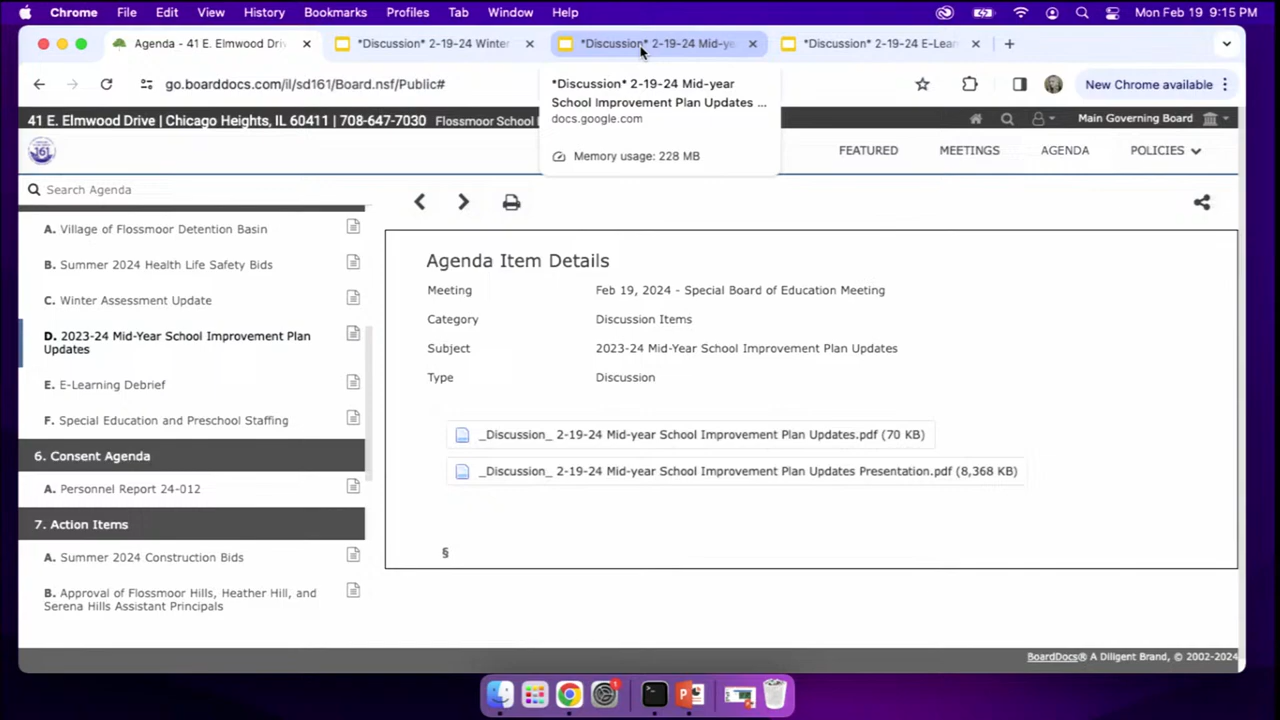 Chrome File Edit View History Bookmarks Profiles Tab Window Help Mon Feb 19 9:15 PM
Agenda - 41 E. Elmwood Driv *Discussion* 2-19-24 Winter *Discussion* 2-19-24 Mid-ye *Discussion* 2-19-24 E-Lear
go.boarddocs.com/il/sd161/Board.nsf/Public# New Chrome available
*Discussion* 2-19-24 Mid-year
School Improvement Plan Updates ...
docs.google.com
Memory usage: 228 MB
41 E. Elmwood Drive | Chicago Heights, IL 60411 | 708-647-7030 Flossmoor School Main Governing Board
161 FEATURED MEETINGS AGENDA POLICIES
Search Agenda
A. Village of Flossmoor Detention Basin
B. Summer 2024 Health Life Safety Bids
C. Winter Assessment Update
D. 2023-24 Mid-Year School Improvement Plan
Updates
E. E-Learning Debrief
F. Special Education and Preschool Staffing
6. Consent Agenda
A. Personnel Report 24-012
7. Action Items
A. Summer 2024 Construction Bids
B. Approval of Flossmoor Hills, Heather Hill, and
Serena Hills Assistant Principals
Agenda Item Details
Meeting Feb 19, 2024 - Special Board of Education Meeting
Category Discussion Items
Subject 2023-24 Mid-Year School Improvement Plan Updates
Type Discussion
_Discussion_ 2-19-24 Mid-year School Improvement Plan Updates.pdf (70 KB)
_Discussion_ 2-19-24 Mid-year School Improvement Plan Updates Presentation.pdf (8,368 KB)
§
BoardDocs® A Diligent Brand, © 2002-2024
1